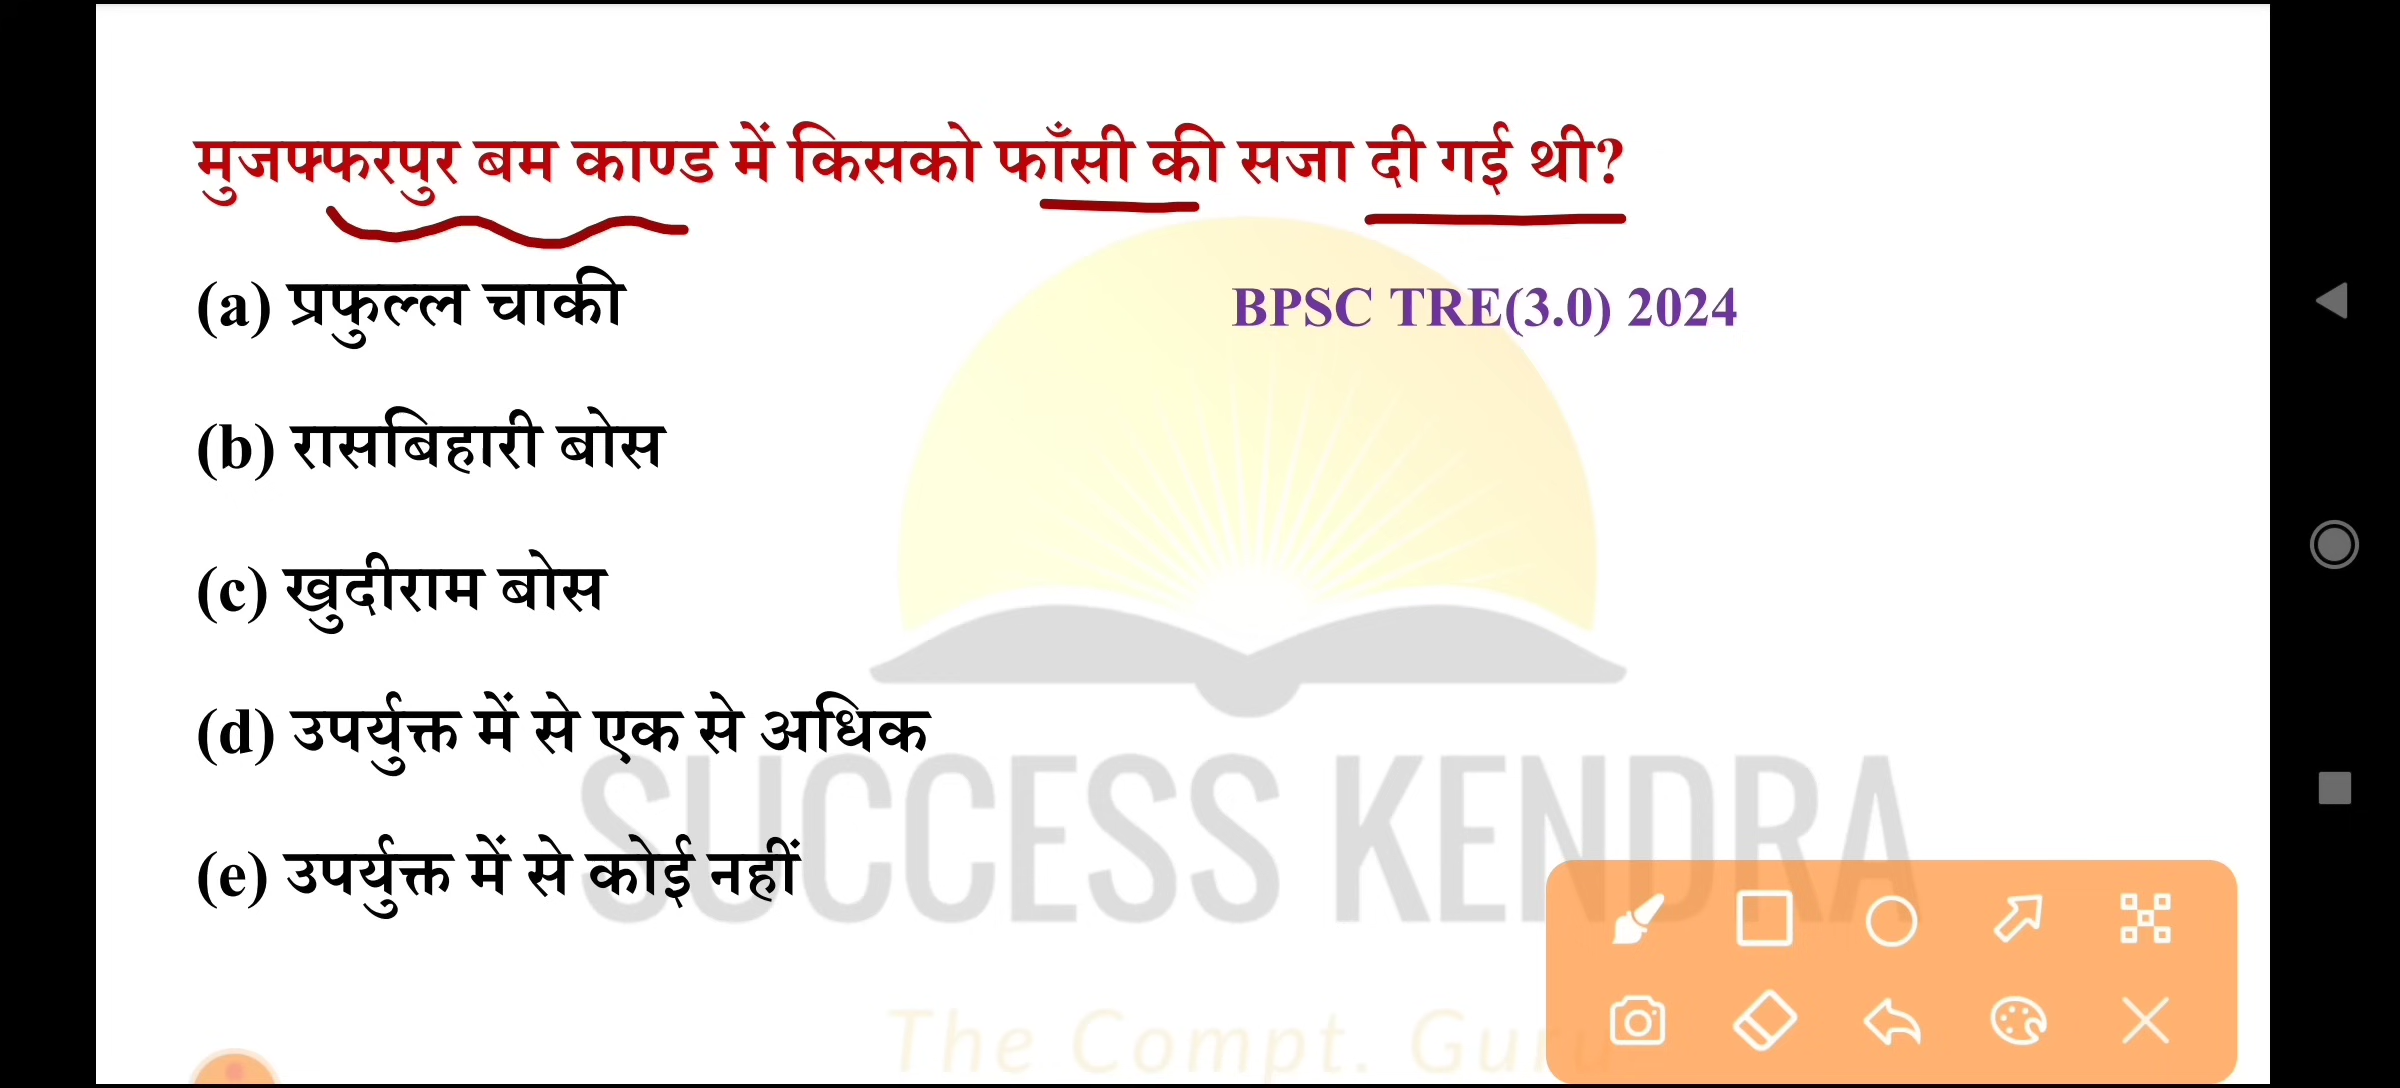 मुजफ्फरपुर बम काण्ड में किसको फाँसी की सजा दी गई थी?
(a) प्रफुल्ल चाकी
BPSC TRE(3.0) 2024
(b) रासबिहारी बोस
(c) खुदीराम बोस
(d) उपर्युक्त में से एक से अधिक
(e) उपर्युक्त में से कोई नहीं
SUCCESS KENDRA
The Compt. Guru